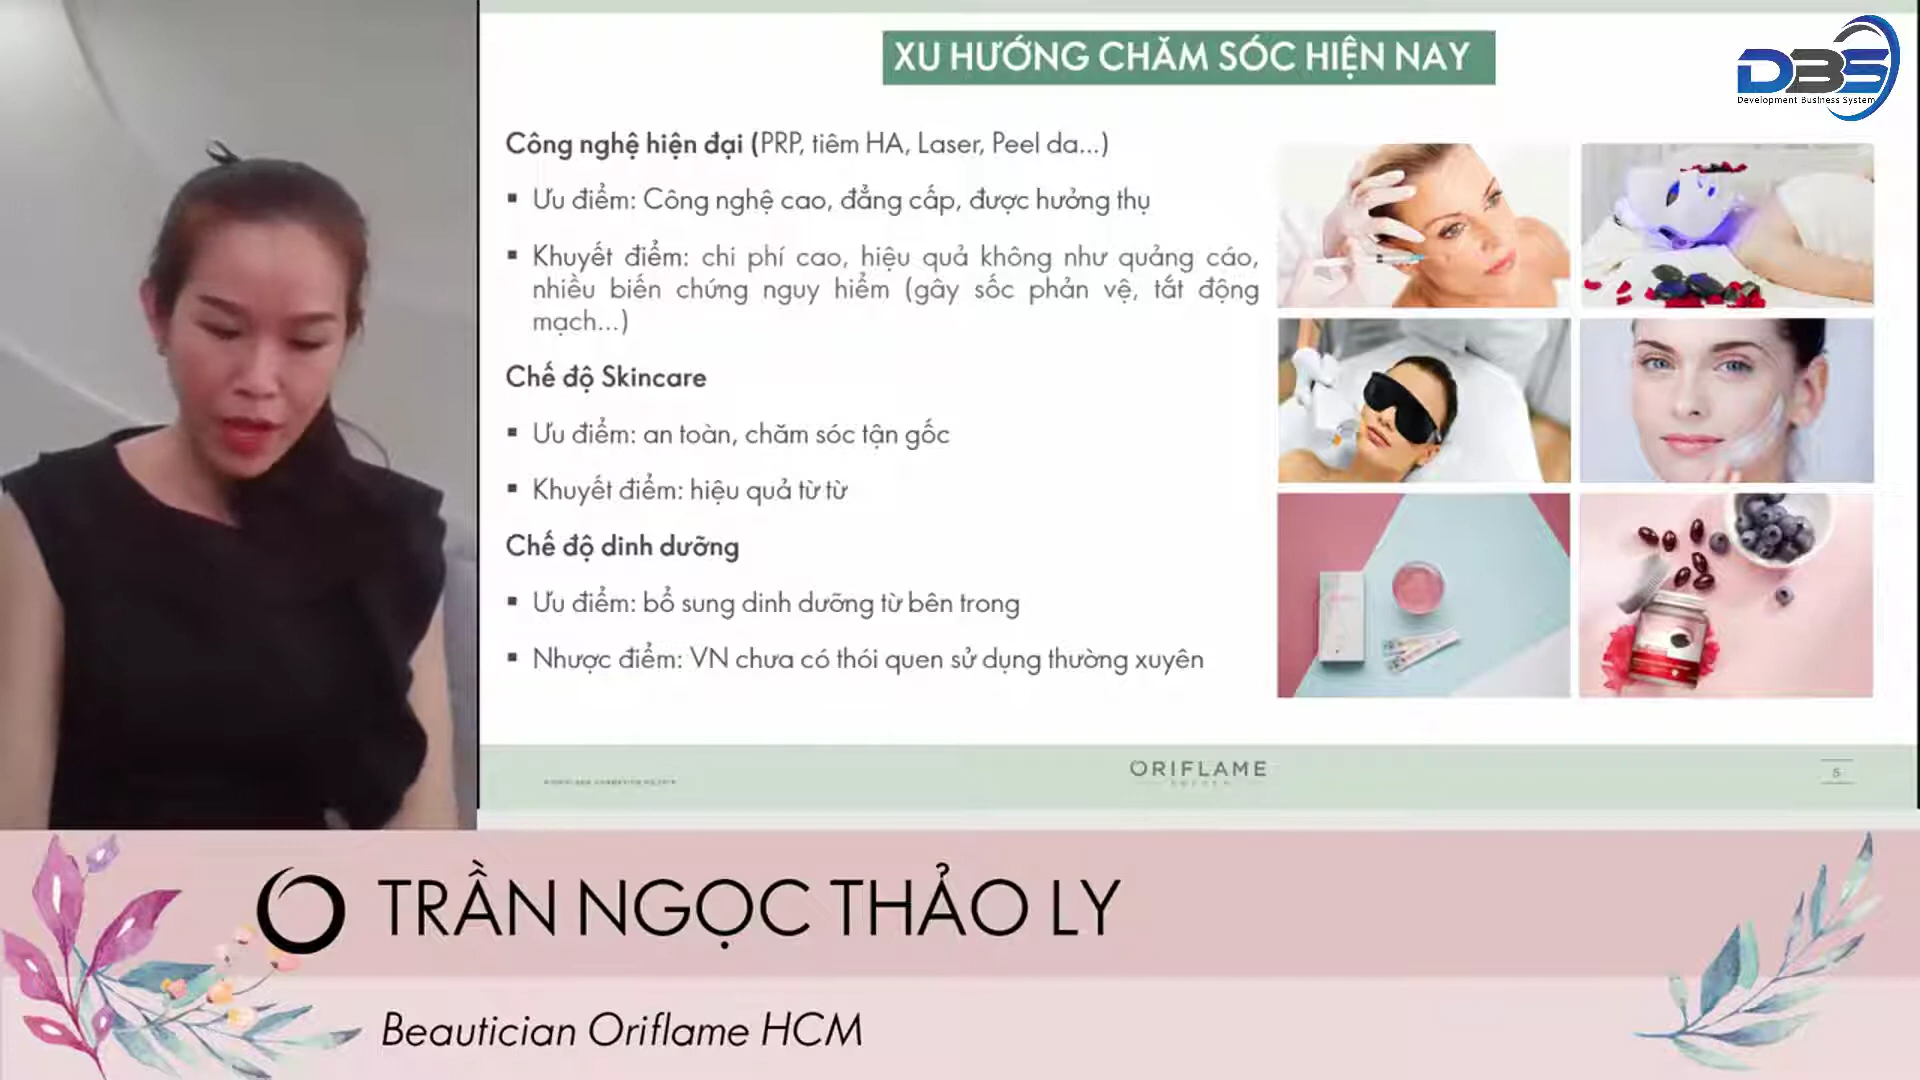 XU HƯỚNG CHĂM SÓC HIỆN NAY
DBS
Development Business System
Công nghệ hiện đại (PRP, tiêm HA, Laser, Peel da...)
▪ Ưu điểm: Công nghệ cao, đẳng cấp, được hưởng thụ
▪ Khuyết điểm: chi phí cao, hiệu quả không như quảng cáo,
nhiều biến chứng nguy hiểm (gây sốc phản vệ, tắt động
mạch...)
Chế độ Skincare
▪ Ưu điểm: an toàn, chăm sóc tận gốc
▪ Khuyết điểm: hiệu quả từ từ
Chế độ dinh dưỡng
▪ Ưu điểm: bổ sung dinh dưỡng từ bên trong
▪ Nhược điểm: VN chưa có thói quen sử dụng thường xuyên
ORIFLAME
5
TRẦN NGỌC THẢO LY
Beautician Oriflame HCM